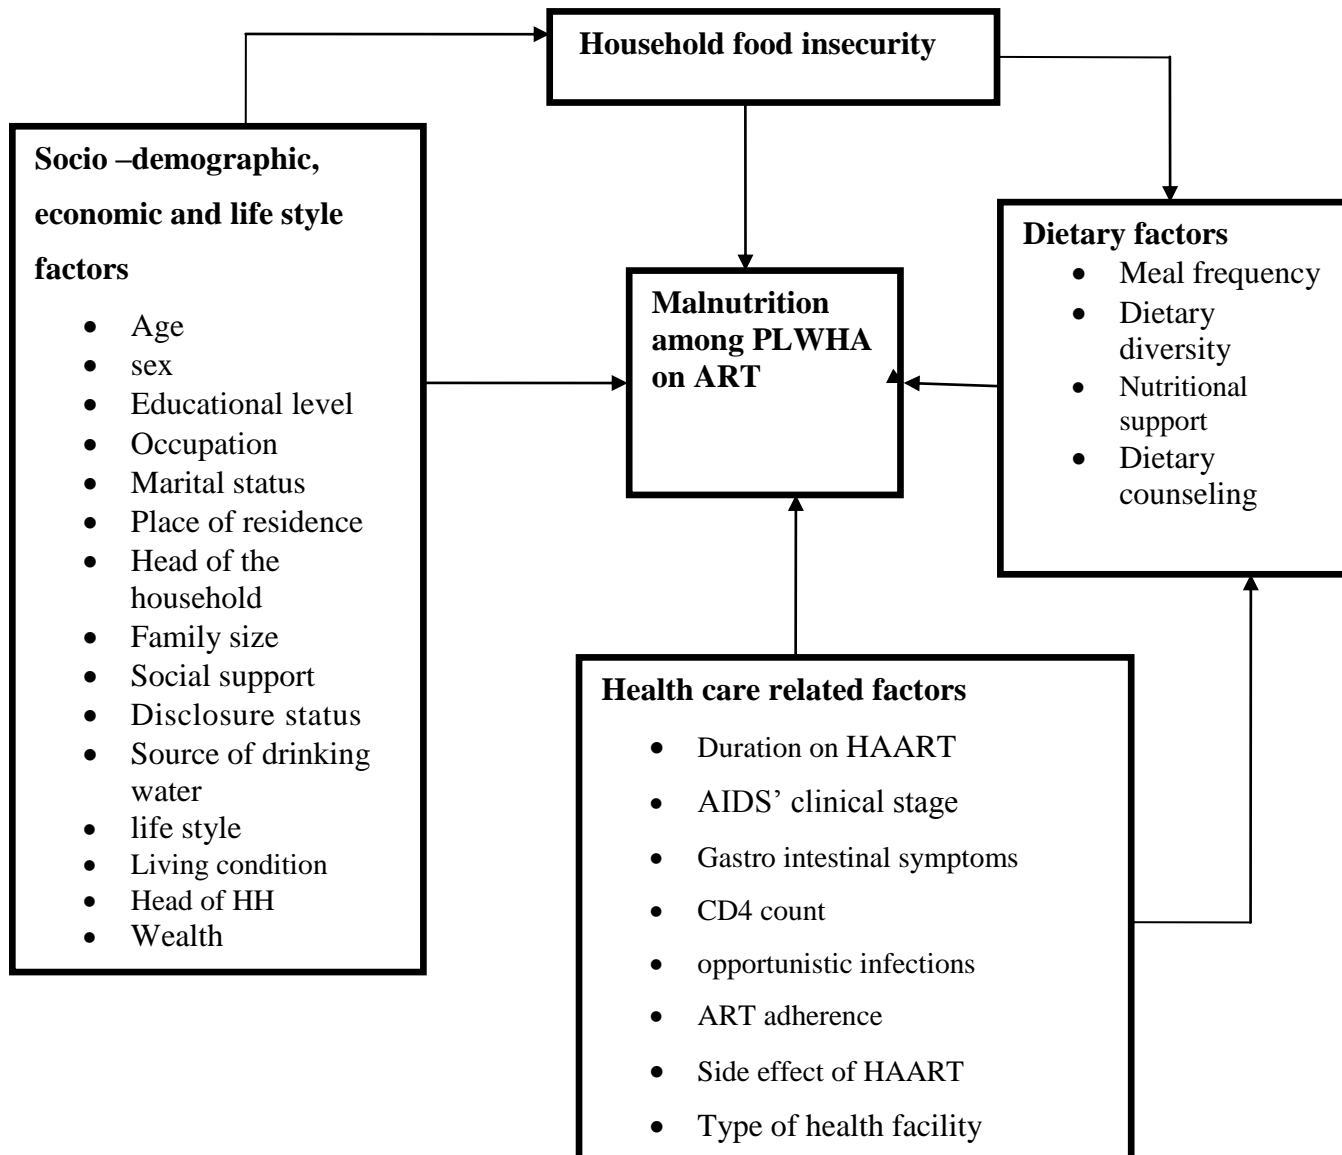 Household food insecurity
Socio –demographic,
economic and life style
factors
• Age
• sex
• Educational level
• Occupation
• Marital status
• Place of residence
• Head of the
household
• Family size
• Social support
• Disclosure status
• Source of drinking
water
• life style
• Living condition
• Head of HH
• Wealth
Malnutrition
among PLWHA
on ART
Dietary factors
• Meal frequency
• Dietary
diversity
• Nutritional
support
• Dietary
counseling
Health care related factors
• Duration on HAART
• AIDS’ clinical stage
• Gastro intestinal symptoms
• CD4 count
• opportunistic infections
• ART adherence
• Side effect of HAART
• Type of health facility